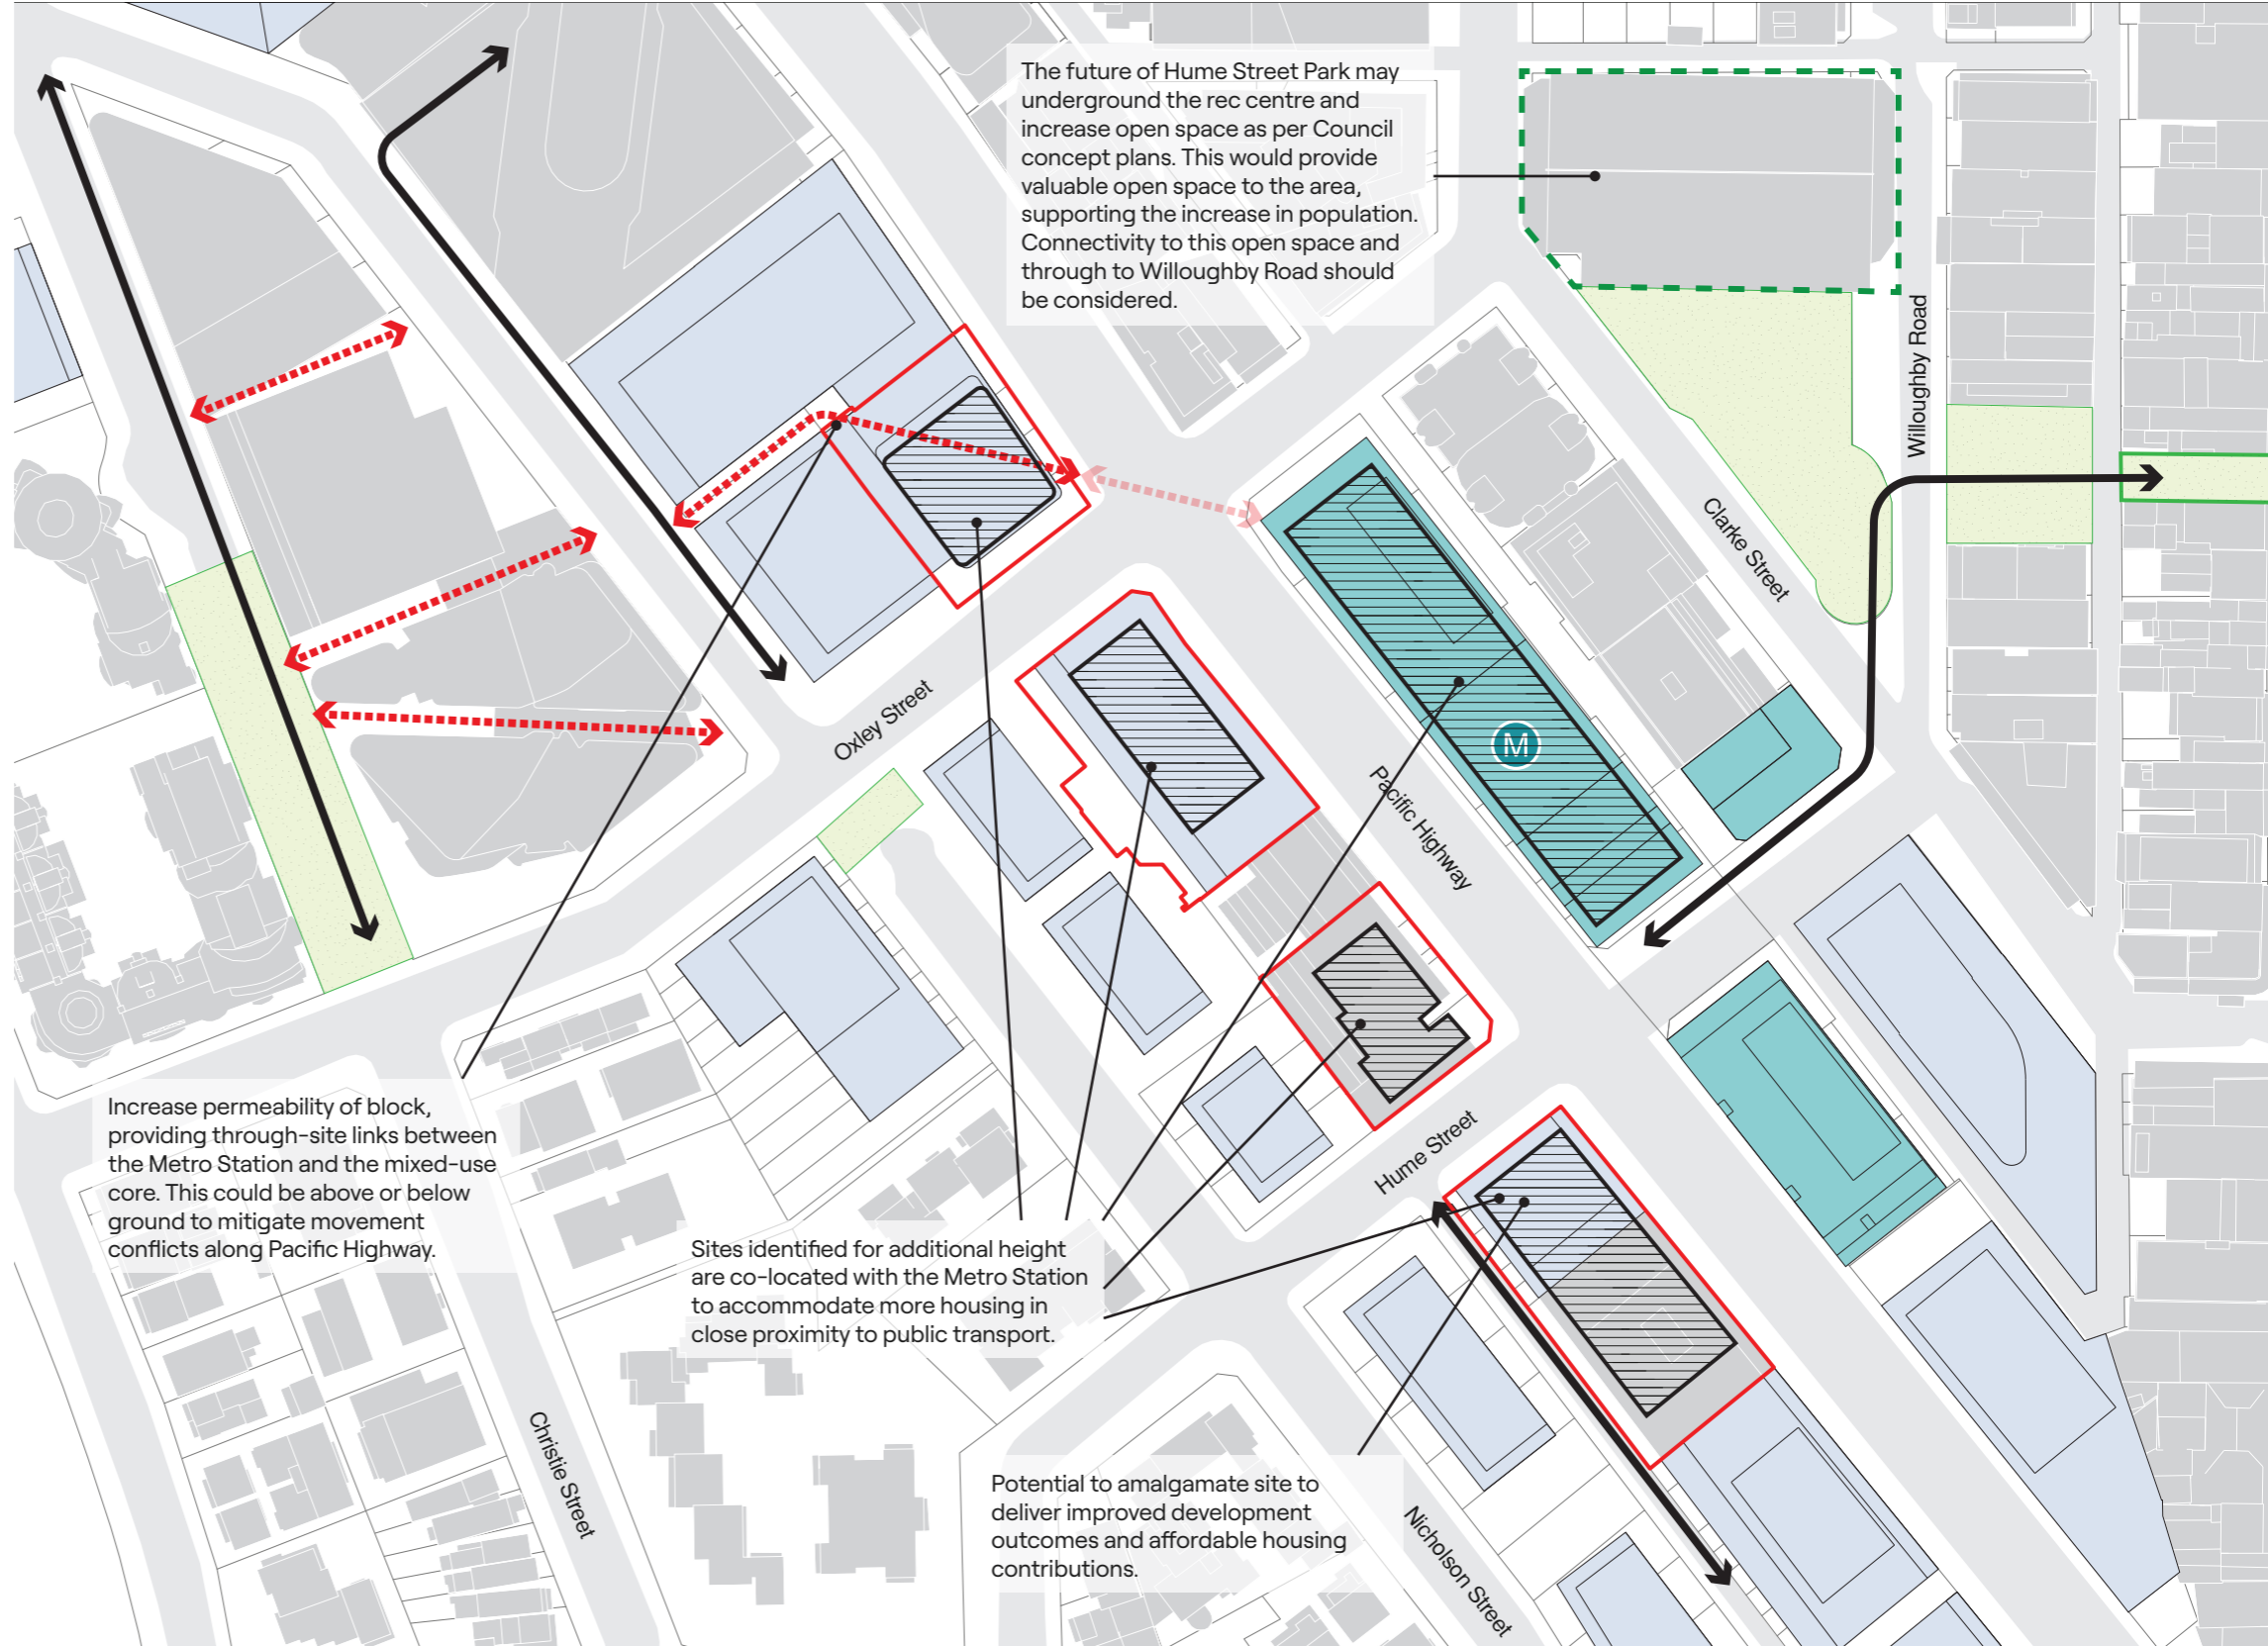 The future of Hume Street Park may
underground the rec centre and
increase open space as per Council
concept plans. This would provide
valuable open space to the area,
supporting the increase in population.
Connectivity to this open space and
through to Willoughby Road should
be considered.
Willoughby Road
Clarke Street
Oxley Street
M
Pacific Highway
Increase permeability of block,
providing through-site links between
the Metro Station and the mixed-use
core. This could be above or below
ground to mitigate movement
conflicts along Pacific Highway.
Hume Street
Sites identified for additional height
are co-located with the Metro Station
to accommodate more housing in
close proximity to public transport.
Christie Street
Potential to amalgamate site to
deliver improved development
outcomes and affordable housing
contributions.
Nicholson Street